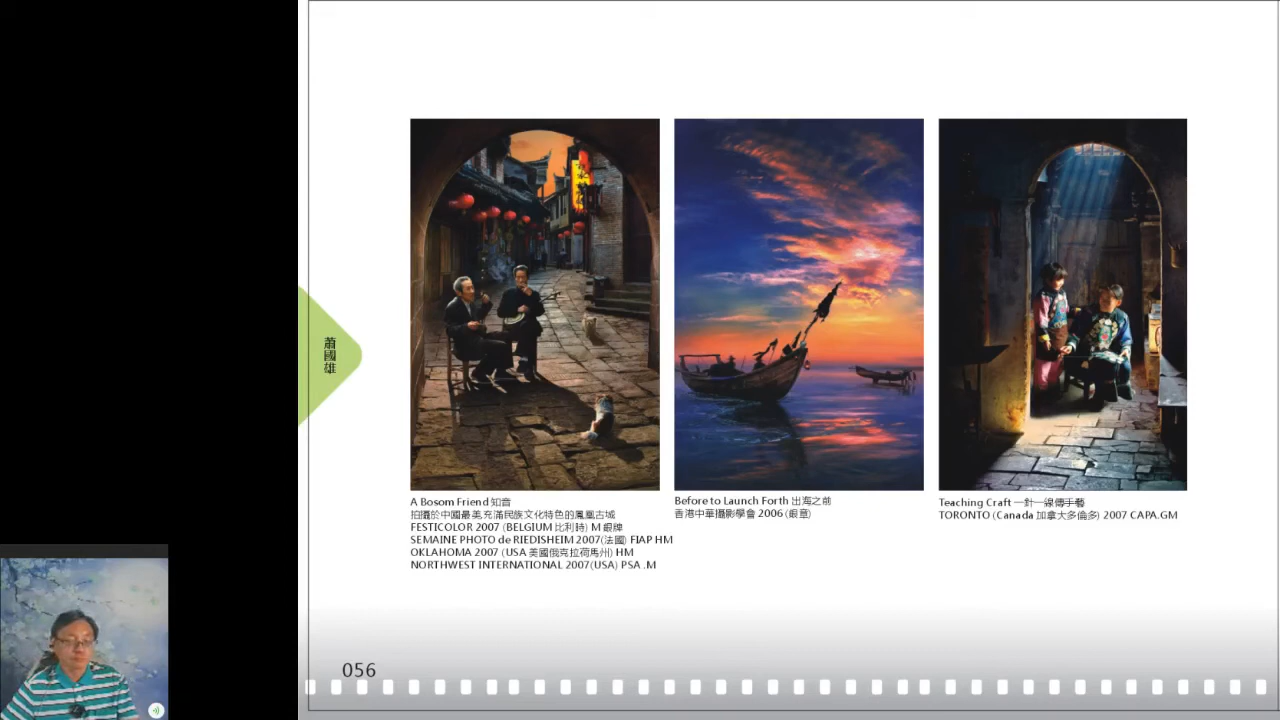 蕭國雄
A Bosom Friend 知音
拍攝於中國最美,充滿民族文化特色的鳳凰古城
FESTICOLOR 2007 (BELGIUM 比利時) M 銀牌
SEMAINE PHOTO de RIEDISHEIM 2007(法國) FIAP HM
OKLAHOMA 2007 (USA 美國俄克拉荷馬州) HM
NORTHWEST INTERNATIONAL 2007(USA) PSA .M
Before to Launch Forth 出海之前
香港中華攝影學會 2006 (銀章)
Teaching Craft 一針一線傳手藝
TORONTO (Canada 加拿大多倫多) 2007 CAPA.GM
056